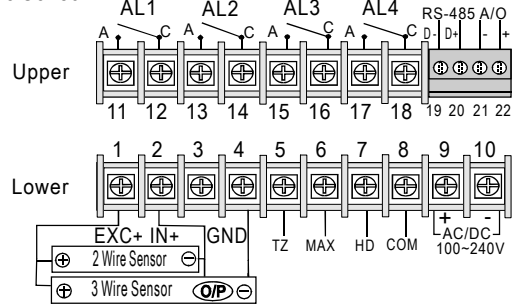 AL1 AL2 AL3 AL4 RS-485 A/O
A C A C A C A C D- D+ - +
Upper
11 12 13 14 15 16 17 18 19 20 21 22
1 2 3 4 5 6 7 8 9 10
Lower
EXC+ IN+ GND TZ MAX HD COM + -
AC/DC
100~240V
+ 2 Wire Sensor -
+ 3 Wire Sensor O/P -